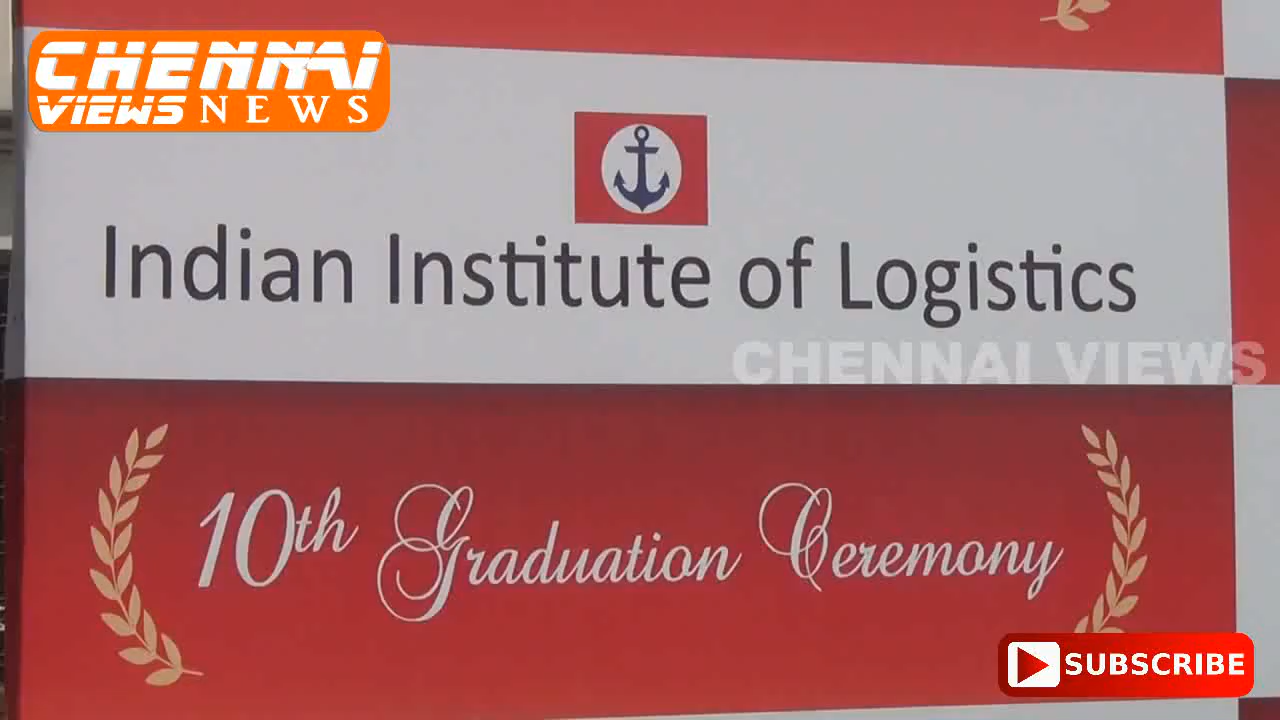 CHENNAI
VIEWS NEWS
Indian Institute of Logistics
CHENNAI VIEWS
10th Graduation Ceremony
SUBSCRIBE